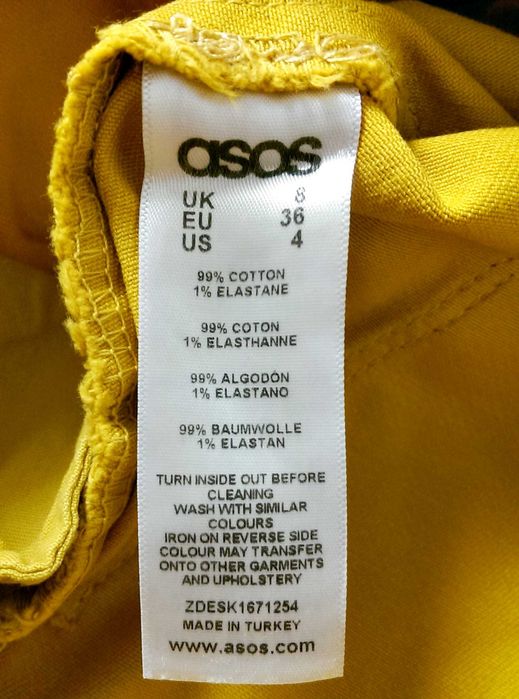 asos
UK 8
EU 36
US 4
99% COTTON
1% ELASTANE
99% COTON
1% ELASTHANNE
99% ALGODÓN
1% ELASTANO
99% BAUMWOLLE
1% ELASTAN
TURN INSIDE OUT BEFORE
CLEANING
WASH WITH SIMILAR
COLOURS
IRON ON REVERSE SIDE
COLOUR MAY TRANSFER
ONTO OTHER GARMENTS
AND UPHOLSTERY
ZDESK1671254
MADE IN TURKEY
www.asos.com